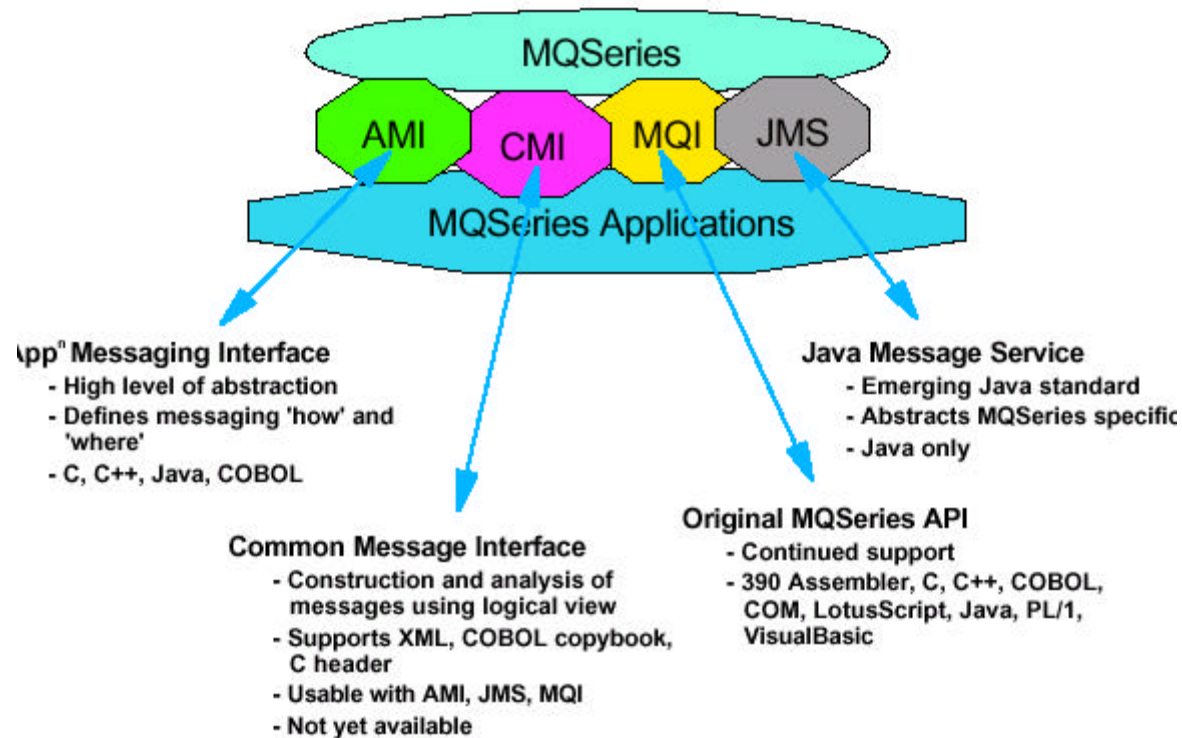 MQSeries
AMI
CMI
MQI
JMS
MQSeries Applications
Appⁿ Messaging Interface
- High level of abstraction
- Defines messaging 'how' and
'where'
- C, C++, Java, COBOL
Common Message Interface
- Construction and analysis of
messages using logical view
- Supports XML, COBOL copybook,
C header
- Usable with AMI, JMS, MQI
- Not yet available
Original MQSeries API
- Continued support
- 390 Assembler, C, C++, COBOL,
COM, LotusScript, Java, PL/1,
VisualBasic
Java Message Service
- Emerging Java standard
- Abstracts MQSeries specific
- Java only